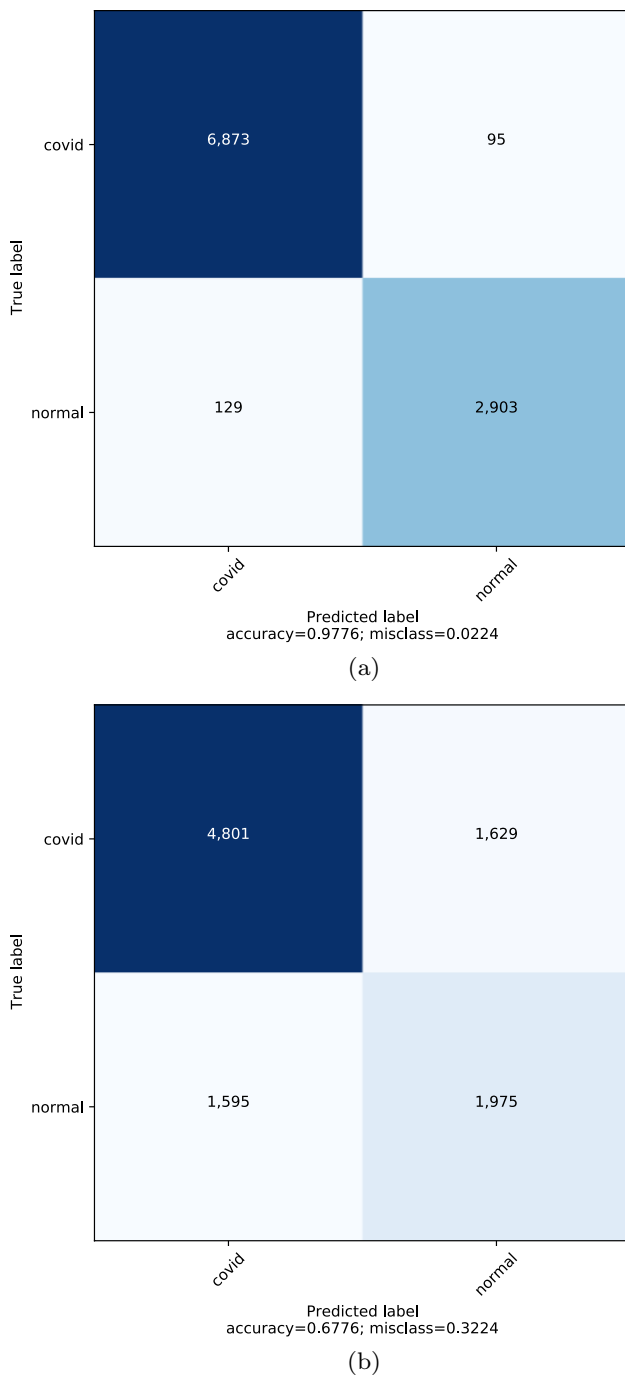 covid
6,873
95
True label
normal
129
2,903
covid
normal
Predicted label
accuracy=0.9776; misclass=0.0224
(a)
covid
4,801
1,629
True label
normal
1,595
1,975
covid
normal
Predicted label
accuracy=0.6776; misclass=0.3224
(b)